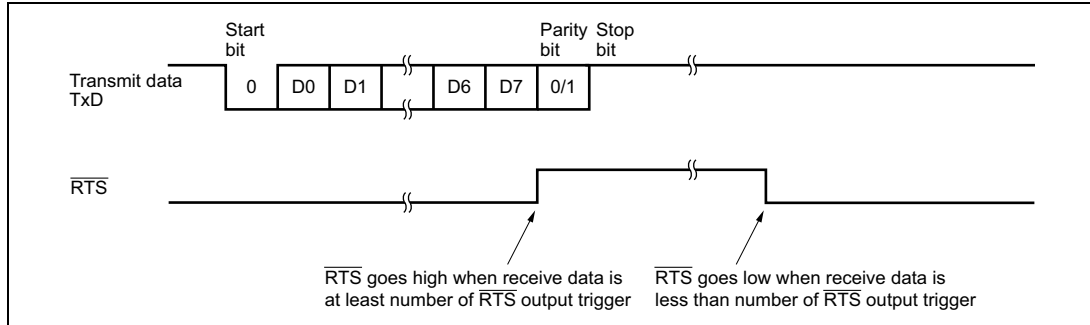 Start
bit
Parity
bit
Stop
bit
Transmit data
TxD
0
D0
D1
D6
D7
0/1
RTS
RTS goes high when receive data is
at least number of RTS output trigger
RTS goes low when receive data is
less than number of RTS output trigger